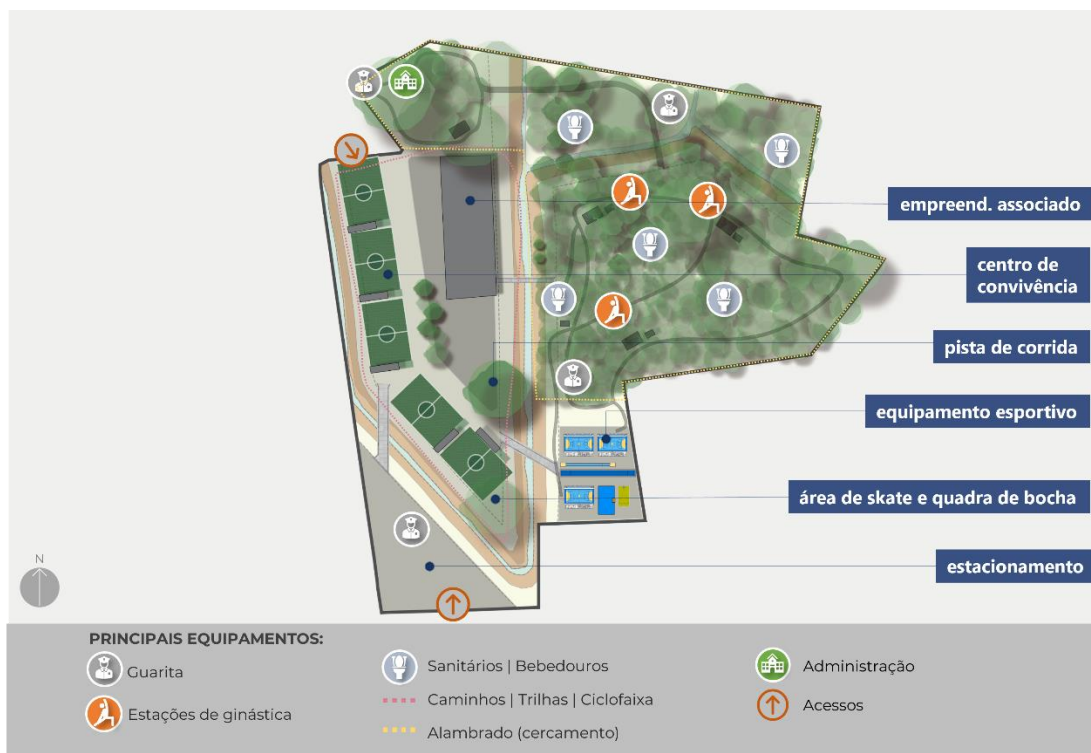 empreend. associado
centro de
convivência
pista de corrida
equipamento esportivo
área de skate e quadra de bocha
estacionamento
N
PRINCIPAIS EQUIPAMENTOS:
Guarita
Estações de ginástica
Sanitários | Bebedouros
Caminhos | Trilhas | Ciclofaixa
Alambrado (cercamento)
Administração
Acessos